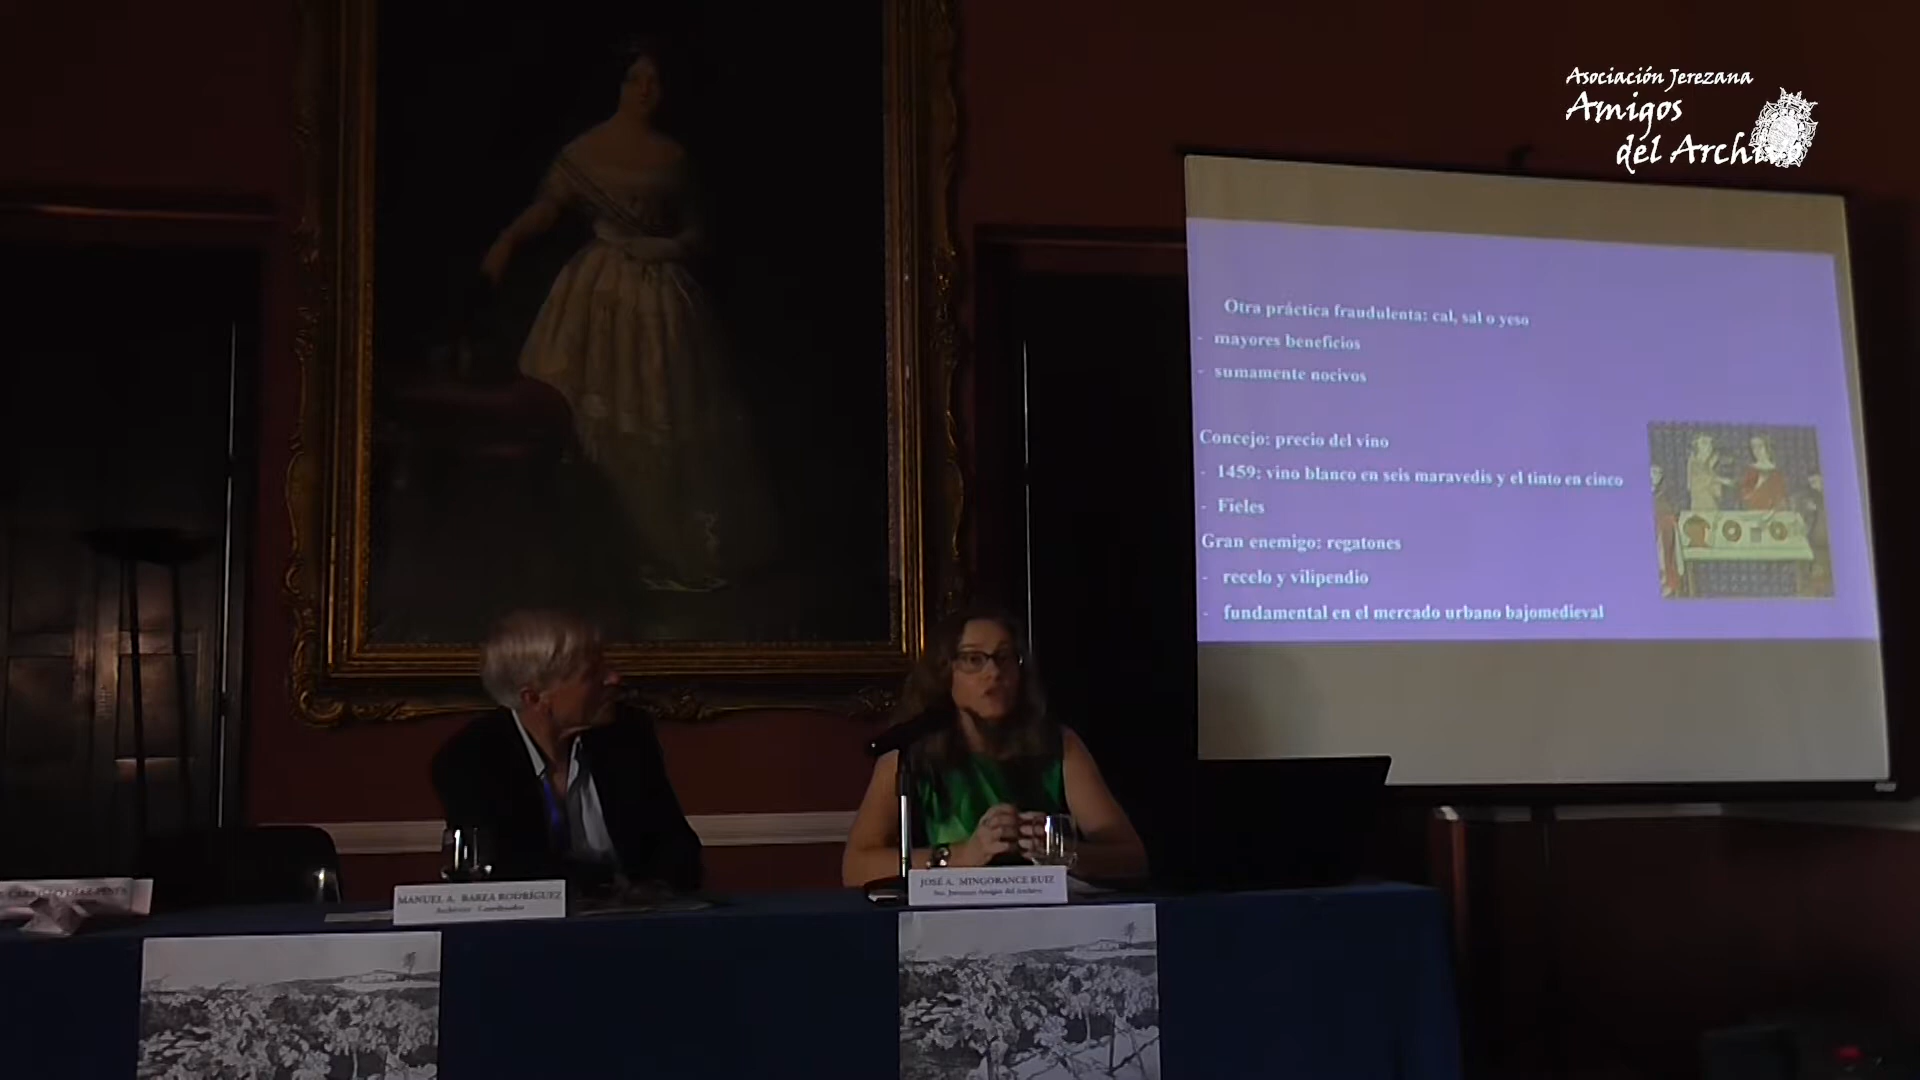 Asociación Jerezana
Amigos
del Archivo
Otra práctica fraudulenta: cal, sal o yeso
- mayores beneficios
- sumamente nocivos
Concejo: precio del vino
- 1459: vino blanco en seis maravedís y el tinto en cinco
- Fieles
Gran enemigo: regatones
- recelo y vilipendio
- fundamental en el mercado urbano bajomedieval
MANUEL A. BAREA RODRÍGUEZ
JOSÉ A. MINGORANCE RUIZ